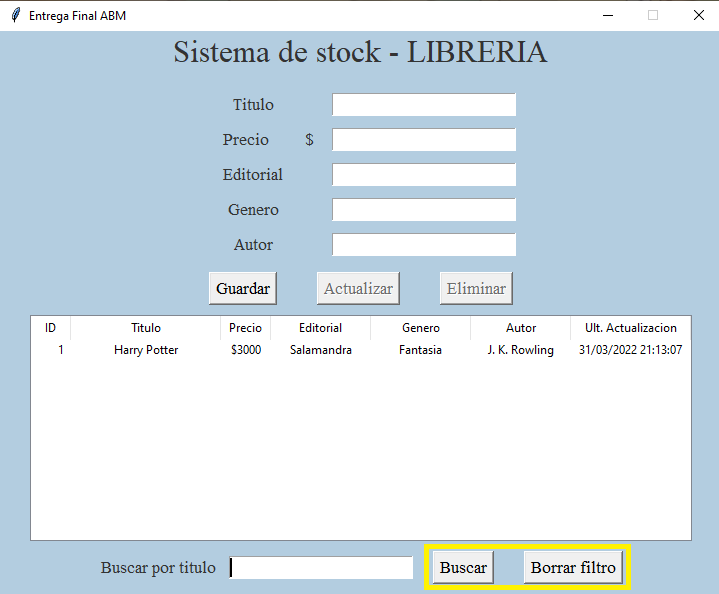 Entrega Final ABM
Sistema de stock - LIBRERIA
Titulo
Precio $
Editorial
Genero
Autor
Guardar Actualizar Eliminar
ID Titulo Precio Editorial Genero Autor Ult. Actualizacion
1 Harry Potter $3000 Salamandra Fantasia J. K. Rowling 31/03/2022 21:13:07
Buscar por titulo Buscar Borrar filtro